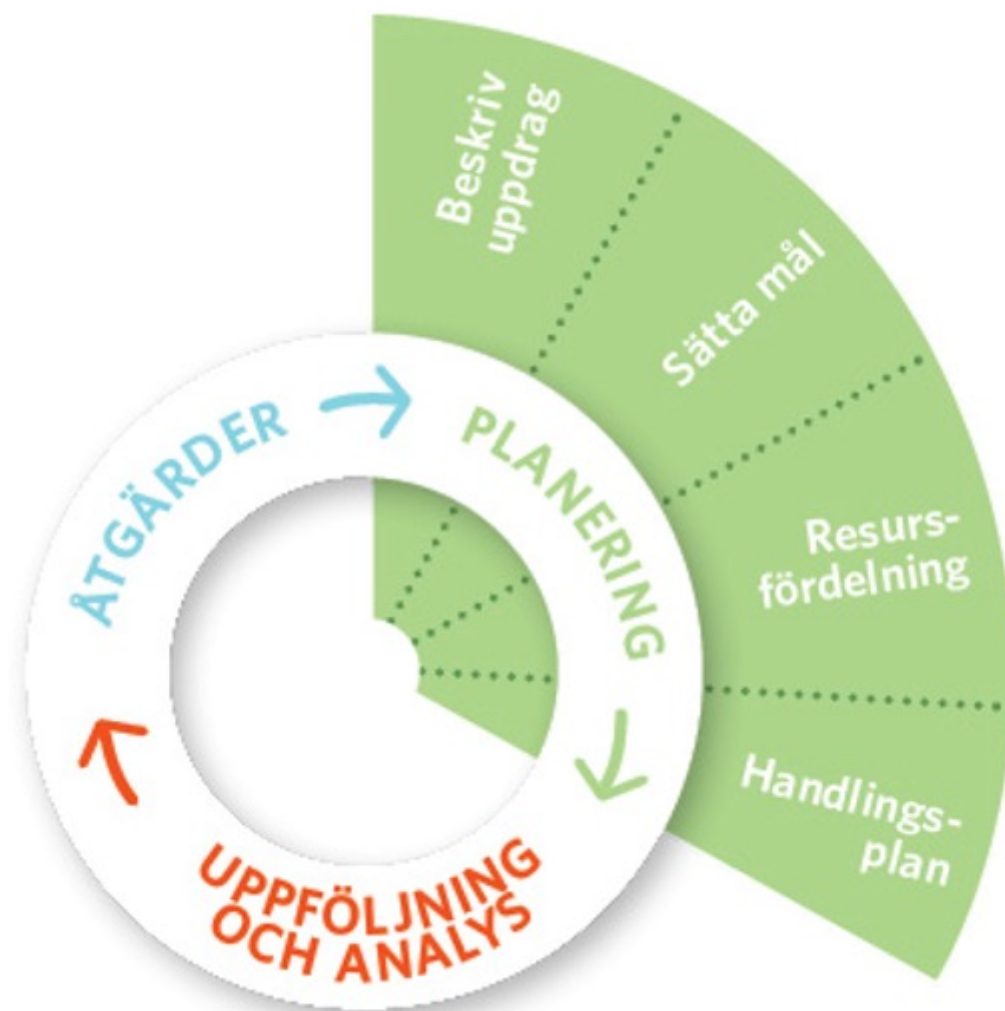 Beskriv
uppdrag
Sätta mål
Resurs-
fördelning
Handlings-
plan
ÅTGÄRDER
PLANERING
UPPFÖLJNING
OCH ANALYS